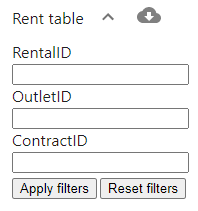 Rent table
RentalID
OutletID
ContractID
Apply filters Reset filters